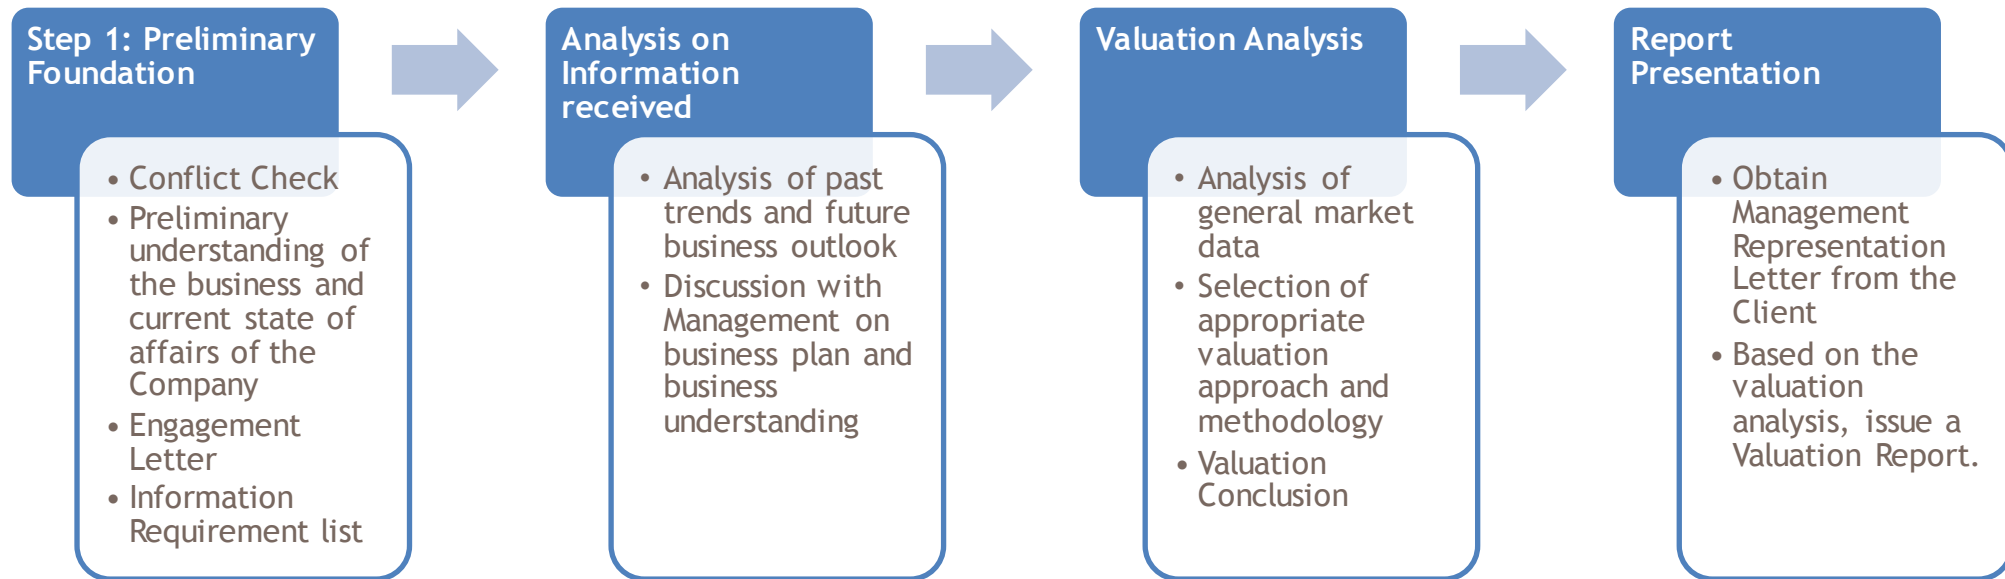 Step 1: Preliminary
Foundation
• Conflict Check
• Preliminary
understanding of
the business and
current state of
affairs of the
Company
• Engagement
Letter
• Information
Requirement list
Analysis on
Information
received
• Analysis of past
trends and future
business outlook
• Discussion with
Management on
business plan and
business
understanding
Valuation Analysis
• Analysis of
general market
data
• Selection of
appropriate
valuation
approach and
methodology
• Valuation
Conclusion
Report
Presentation
• Obtain
Management
Representation
Letter from the
Client
• Based on the
valuation
analysis, issue a
Valuation Report.